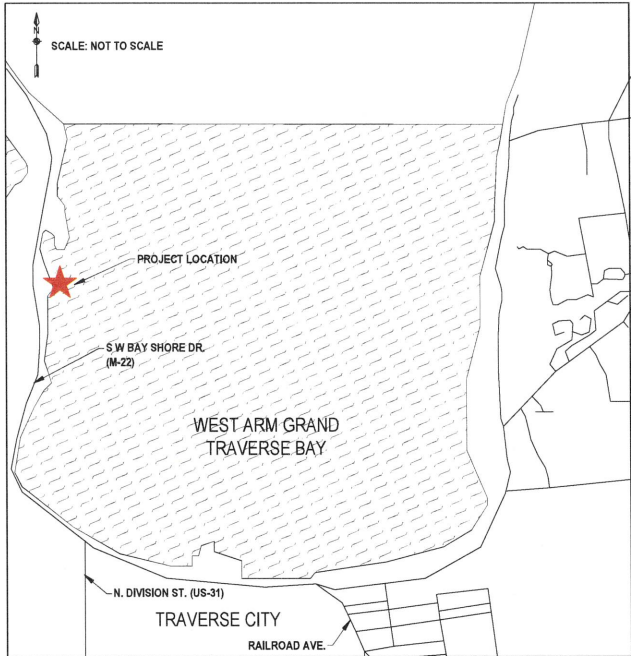 N
SCALE: NOT TO SCALE
PROJECT LOCATION
S W BAY SHORE DR.
(M-22)
WEST ARM GRAND
TRAVERSE BAY
N. DIVISION ST. (US-31)
TRAVERSE CITY
RAILROAD AVE.